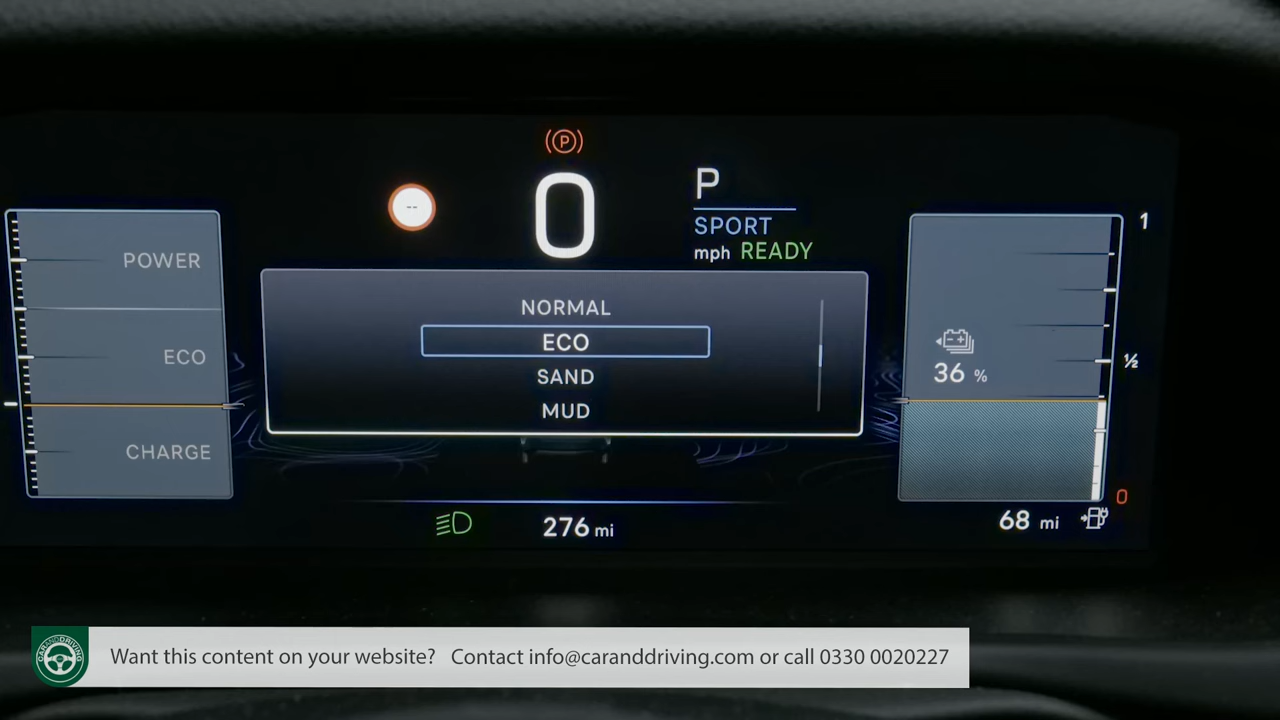 P
0
--
P
SPORT
mph READY
POWER
ECO
CHARGE
NORMAL
ECO
SAND
MUD
1
½
36 %
0
276 mi
68 mi
CARANDDRIVING
Want this content on your website? Contact info@caranddriving.com or call 0330 0020227